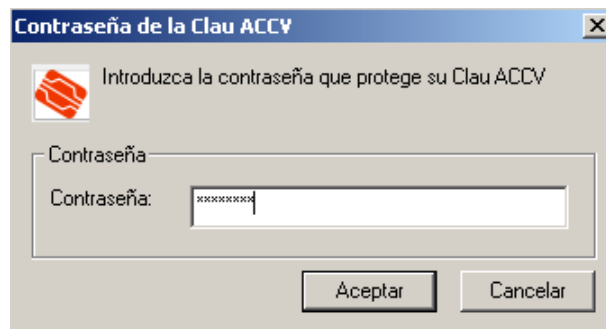 Contraseña de la Clau ACCV
Introduzca la contraseña que protege su Clau ACCV
Contraseña
Contraseña:
********
Aceptar
Cancelar